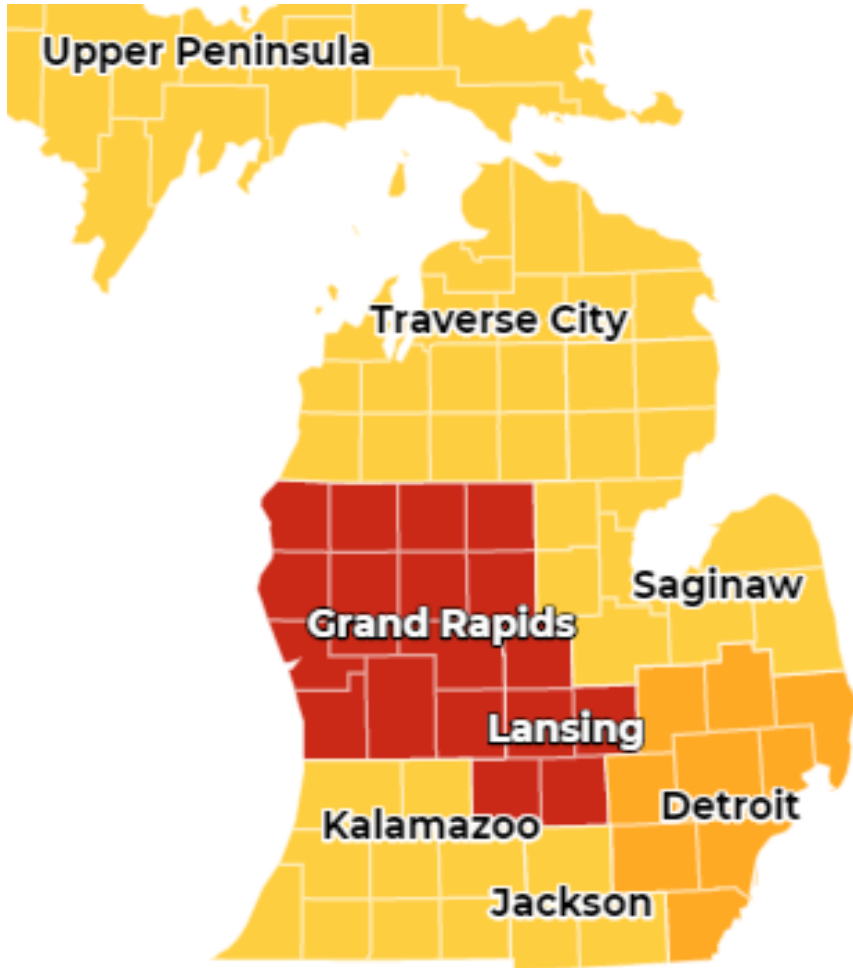 Upper Peninsula
Traverse City
Saginaw
Grand Rapids
Lansing
Detroit
Kalamazoo
Jackson